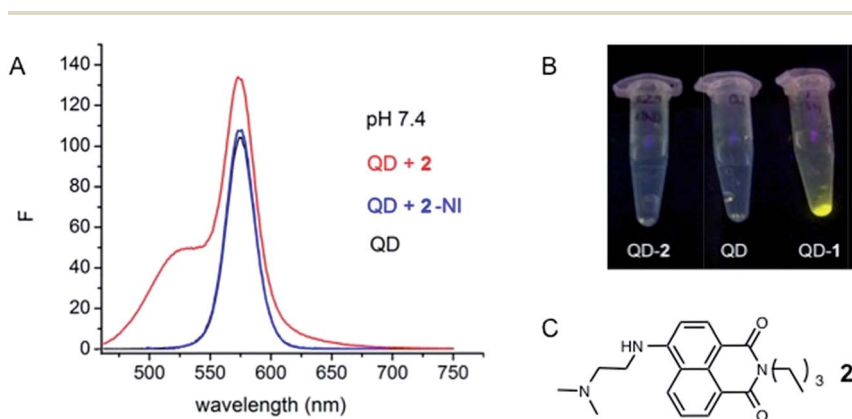 A
F
140
120
100
80
60
40
20
0
500
550
600
650
700
750
wavelength (nm)
pH 7.4
QD + 2
QD + 2-NI
QD
B
QD-2
QD
QD-1
C
HN
N
O
N
O
3
2